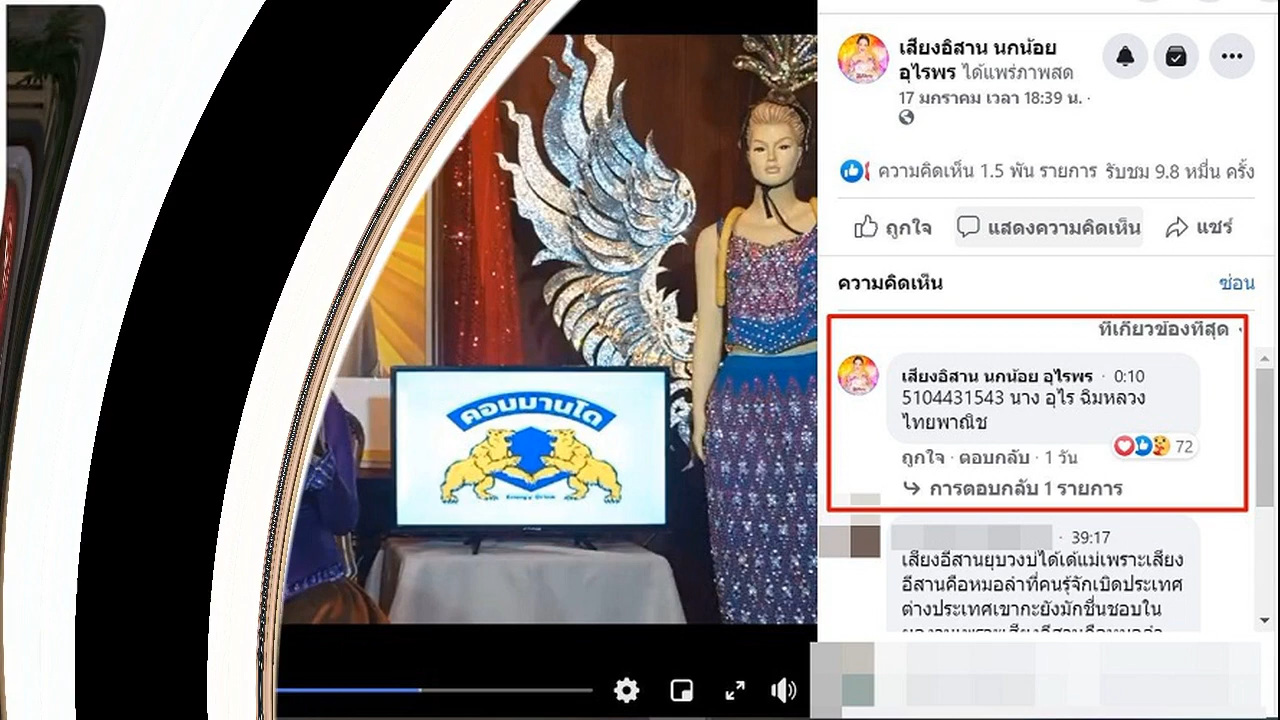 คอมมานโด
Energy Drink
เสียงอิสาน นกน้อย
อุไรพร ได้แพร่ภาพสด
17 มกราคม เวลา 18:39 น. ·
ความคิดเห็น 1.5 พัน รายการ รับชม 9.8 หมื่น ครั้ง
ถูกใจ แสดงความคิดเห็น แชร์
ความคิดเห็น ซ่อน
ที่เกี่ยวข้องที่สุด
เสียงอิสาน นกน้อย อุไรพร · 0:10
5104431543 นาง อุไร ฉิมหลวง
ไทยพาณิช
72
ถูกใจ · ตอบกลับ · 1 วัน
การตอบกลับ 1 รายการ
· 39:17
เสียงอีสานยุบวงบ่ได้เด้แม่เพราะเสียง
อีสานคือหมอลำที่คนรู้จักเบิดประเทศ
ต่างประเทศเขากะยังมักชื่นชอบใน